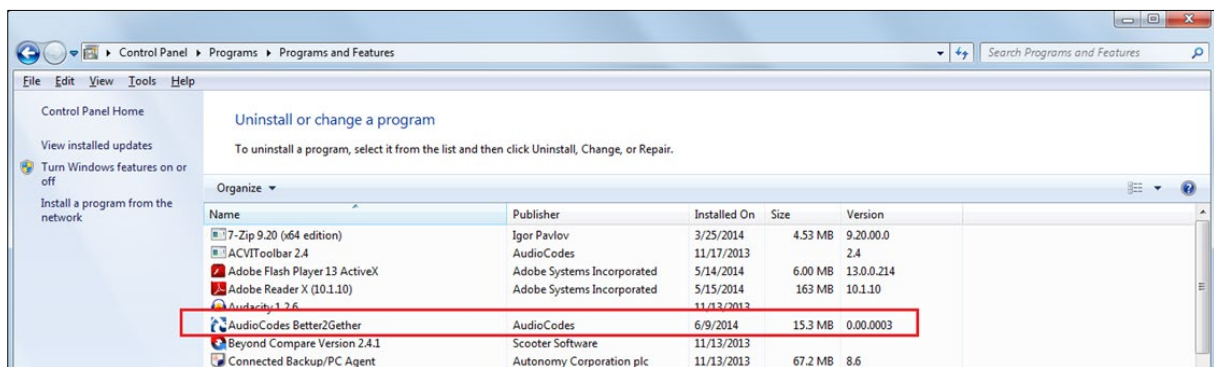 Control Panel ▸ Programs ▸ Programs and Features
Search Programs and Features
File Edit View Tools Help
Control Panel Home
View installed updates
Turn Windows features on or
off
Install a program from the
network
Uninstall or change a program
To uninstall a program, select it from the list and then click Uninstall, Change, or Repair.
Organize
Name Publisher Installed On Size Version
7-Zip 9.20 (x64 edition) Igor Pavlov 3/25/2014 4.53 MB 9.20.00.0
ACVIToolbar 2.4 AudioCodes 11/17/2013 2.4
Adobe Flash Player 13 ActiveX Adobe Systems Incorporated 5/14/2014 6.00 MB 13.0.0.214
Adobe Reader X (10.1.10) Adobe Systems Incorporated 5/15/2014 163 MB 10.1.10
Audacity 1.2.6 11/13/2013
AudioCodes Better2Gether AudioCodes 6/9/2014 15.3 MB 0.00.0003
Beyond Compare Version 2.4.1 Scooter Software 11/13/2013
Connected Backup/PC Agent Autonomy Corporation plc 11/13/2013 67.2 MB 8.6